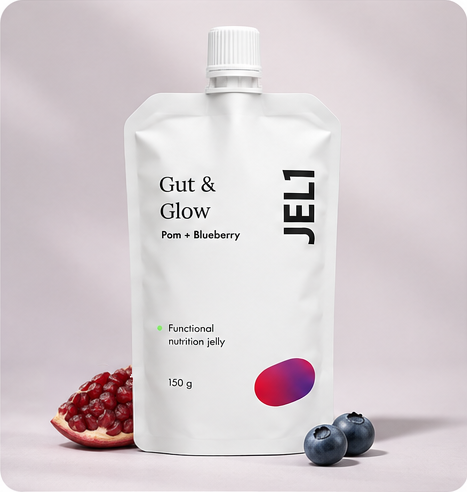 Gut &
Glow
Pom + Blueberry
JEL1
Functional
nutrition jelly
150 g